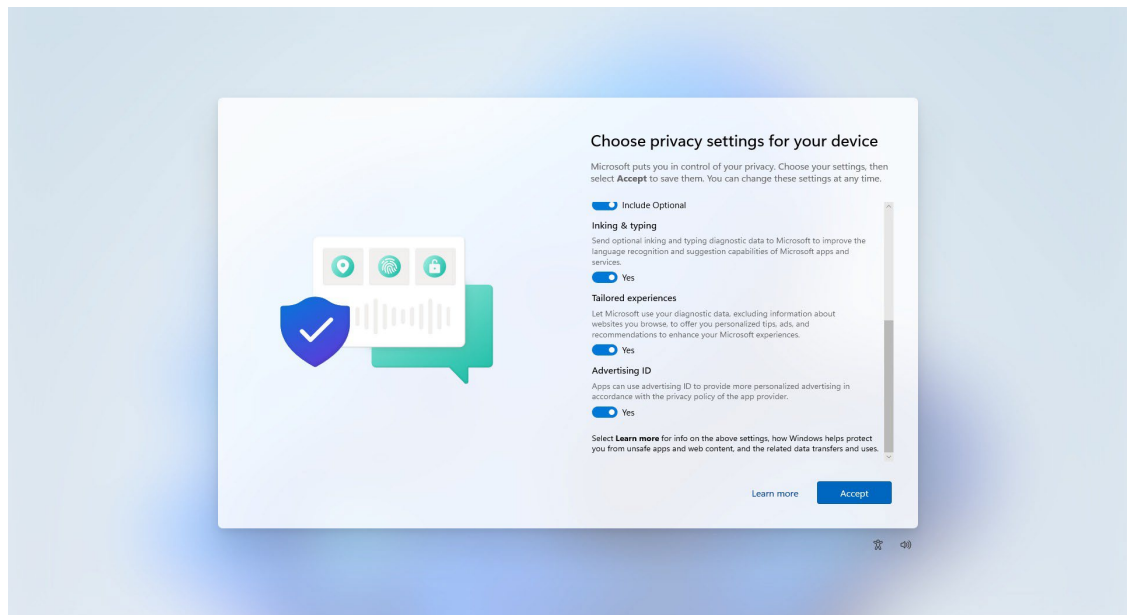 Choose privacy settings for your device
Microsoft puts you in control of your privacy. Choose your settings, then
select Accept to save them. You can change these settings at any time.
Include Optional
Inking & typing
Send optional inking and typing diagnostic data to Microsoft to improve the
language recognition and suggestion capabilities of Microsoft apps and
services.
Yes
Tailored experiences
Let Microsoft use your diagnostic data, excluding information about
websites you browse, to offer you personalized tips, ads, and
recommendations to enhance your Microsoft experiences.
Yes
Advertising ID
Apps can use advertising ID to provide more personalized advertising in
accordance with the privacy policy of the app provider.
Yes
Select Learn more for info on the above settings, how Windows helps protect
you from unsafe apps and web content, and the related data transfers and uses.
Learn more
Accept